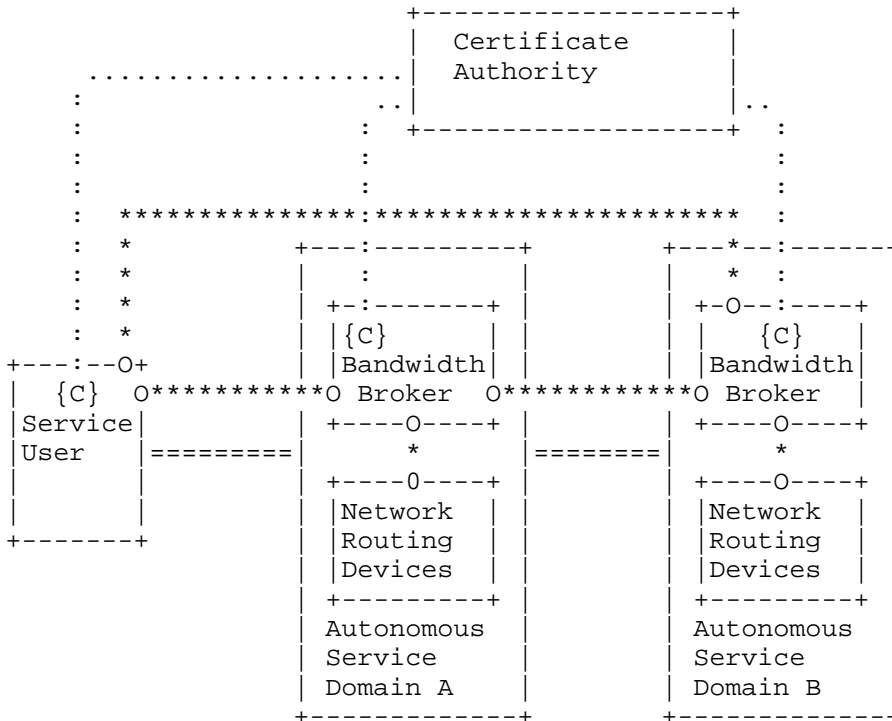 Certificate
Authority
{C}
Bandwidth
Broker
{C}
Bandwidth
Broker
{C}
Service
User
Network
Routing
Devices
Network
Routing
Devices
Autonomous
Service
Domain A
Autonomous
Service
Domain B